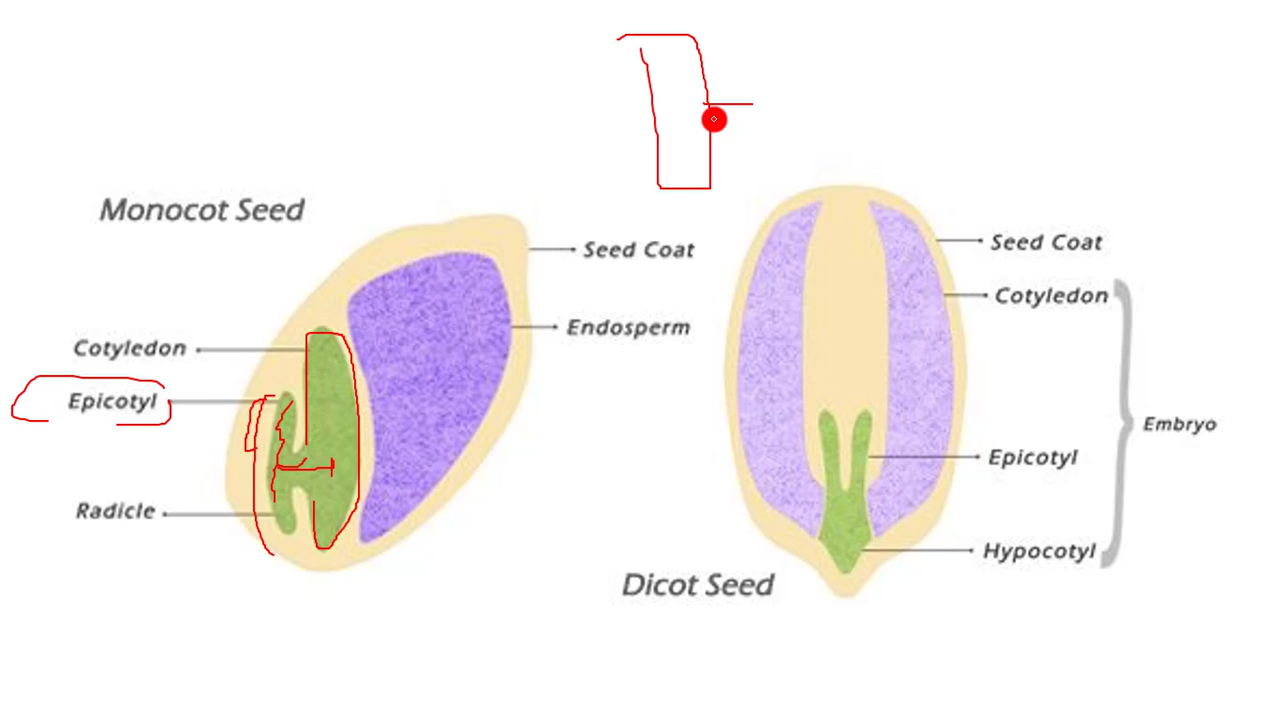 Monocot Seed
Seed Coat
Endosperm
Cotyledon
Epicotyl
Radicle
Seed Coat
Cotyledon
Embryo
Epicotyl
Hypocotyl
Dicot Seed